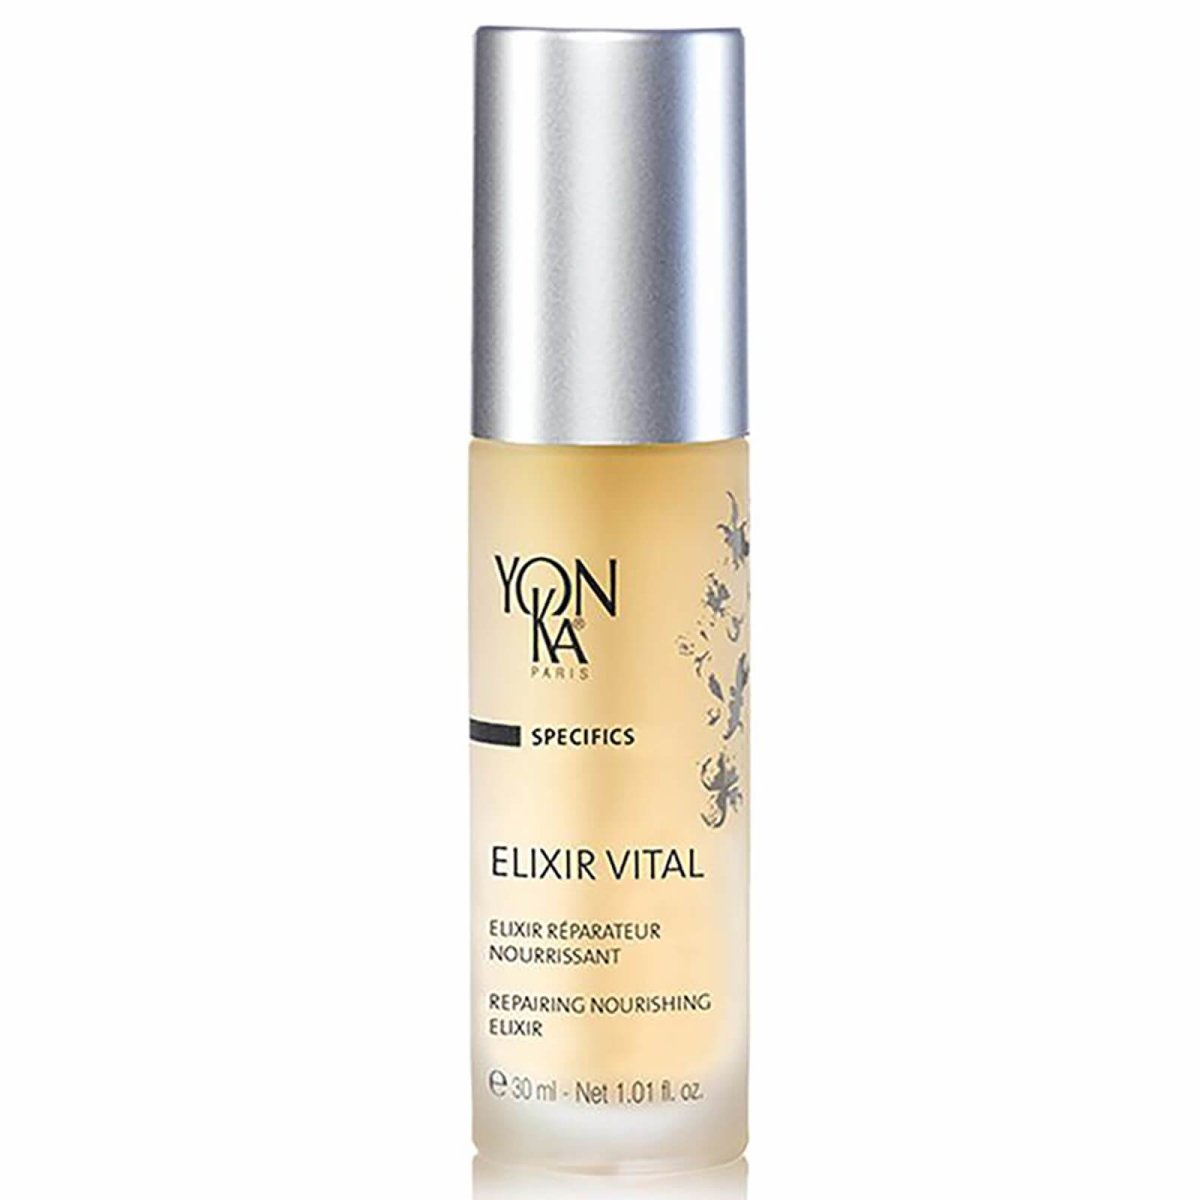 YON
KA®
PARIS
SPECIFICS
ELIXIR VITAL
ELIXIR RÉPARATEUR
NOURRISSANT
REPAIRING NOURISHING
ELIXIR
℮ 30 ml - Net 1.01 fl. oz.